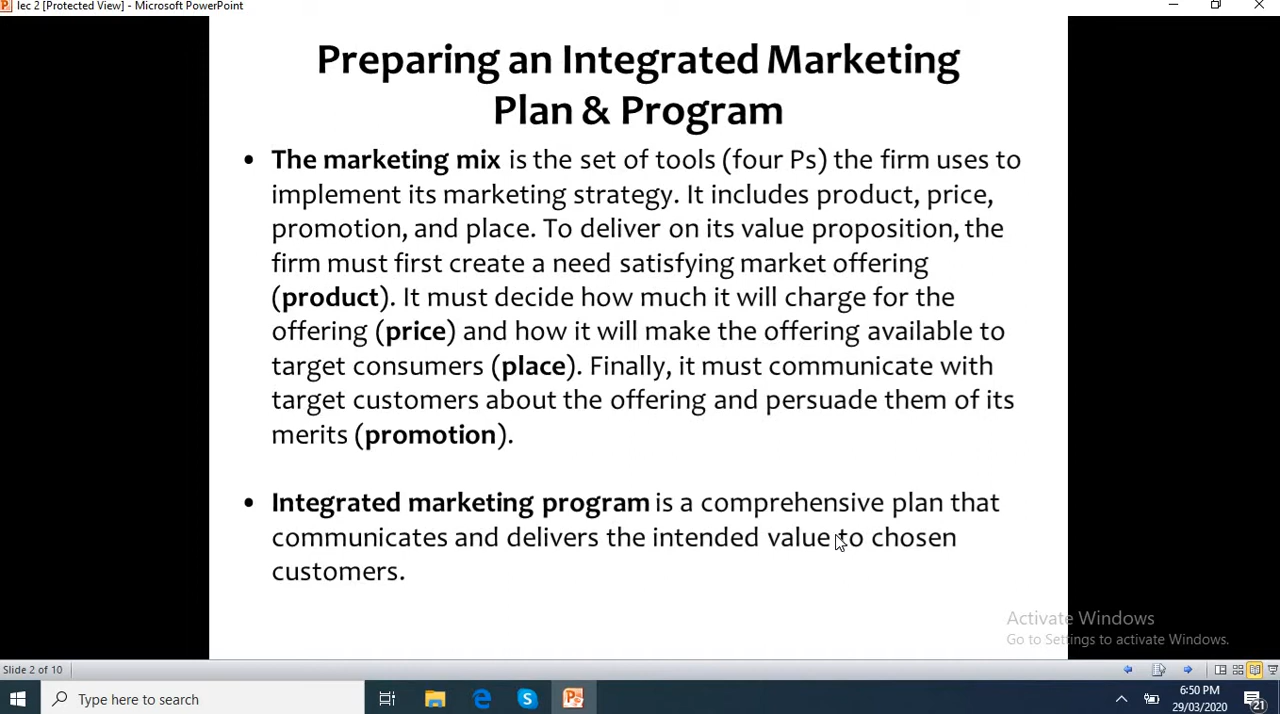 lec 2 [Protected View] - Microsoft PowerPoint
Preparing an Integrated Marketing
Plan & Program
• The marketing mix is the set of tools (four Ps) the firm uses to
implement its marketing strategy. It includes product, price,
promotion, and place. To deliver on its value proposition, the
firm must first create a need satisfying market offering
(product). It must decide how much it will charge for the
offering (price) and how it will make the offering available to
target consumers (place). Finally, it must communicate with
target customers about the offering and persuade them of its
merits (promotion).
• Integrated marketing program is a comprehensive plan that
communicates and delivers the intended value to chosen
customers.
Activate Windows
Go to Settings to activate Windows.
Slide 2 of 10
Type here to search
6:50 PM
29/03/2020
21